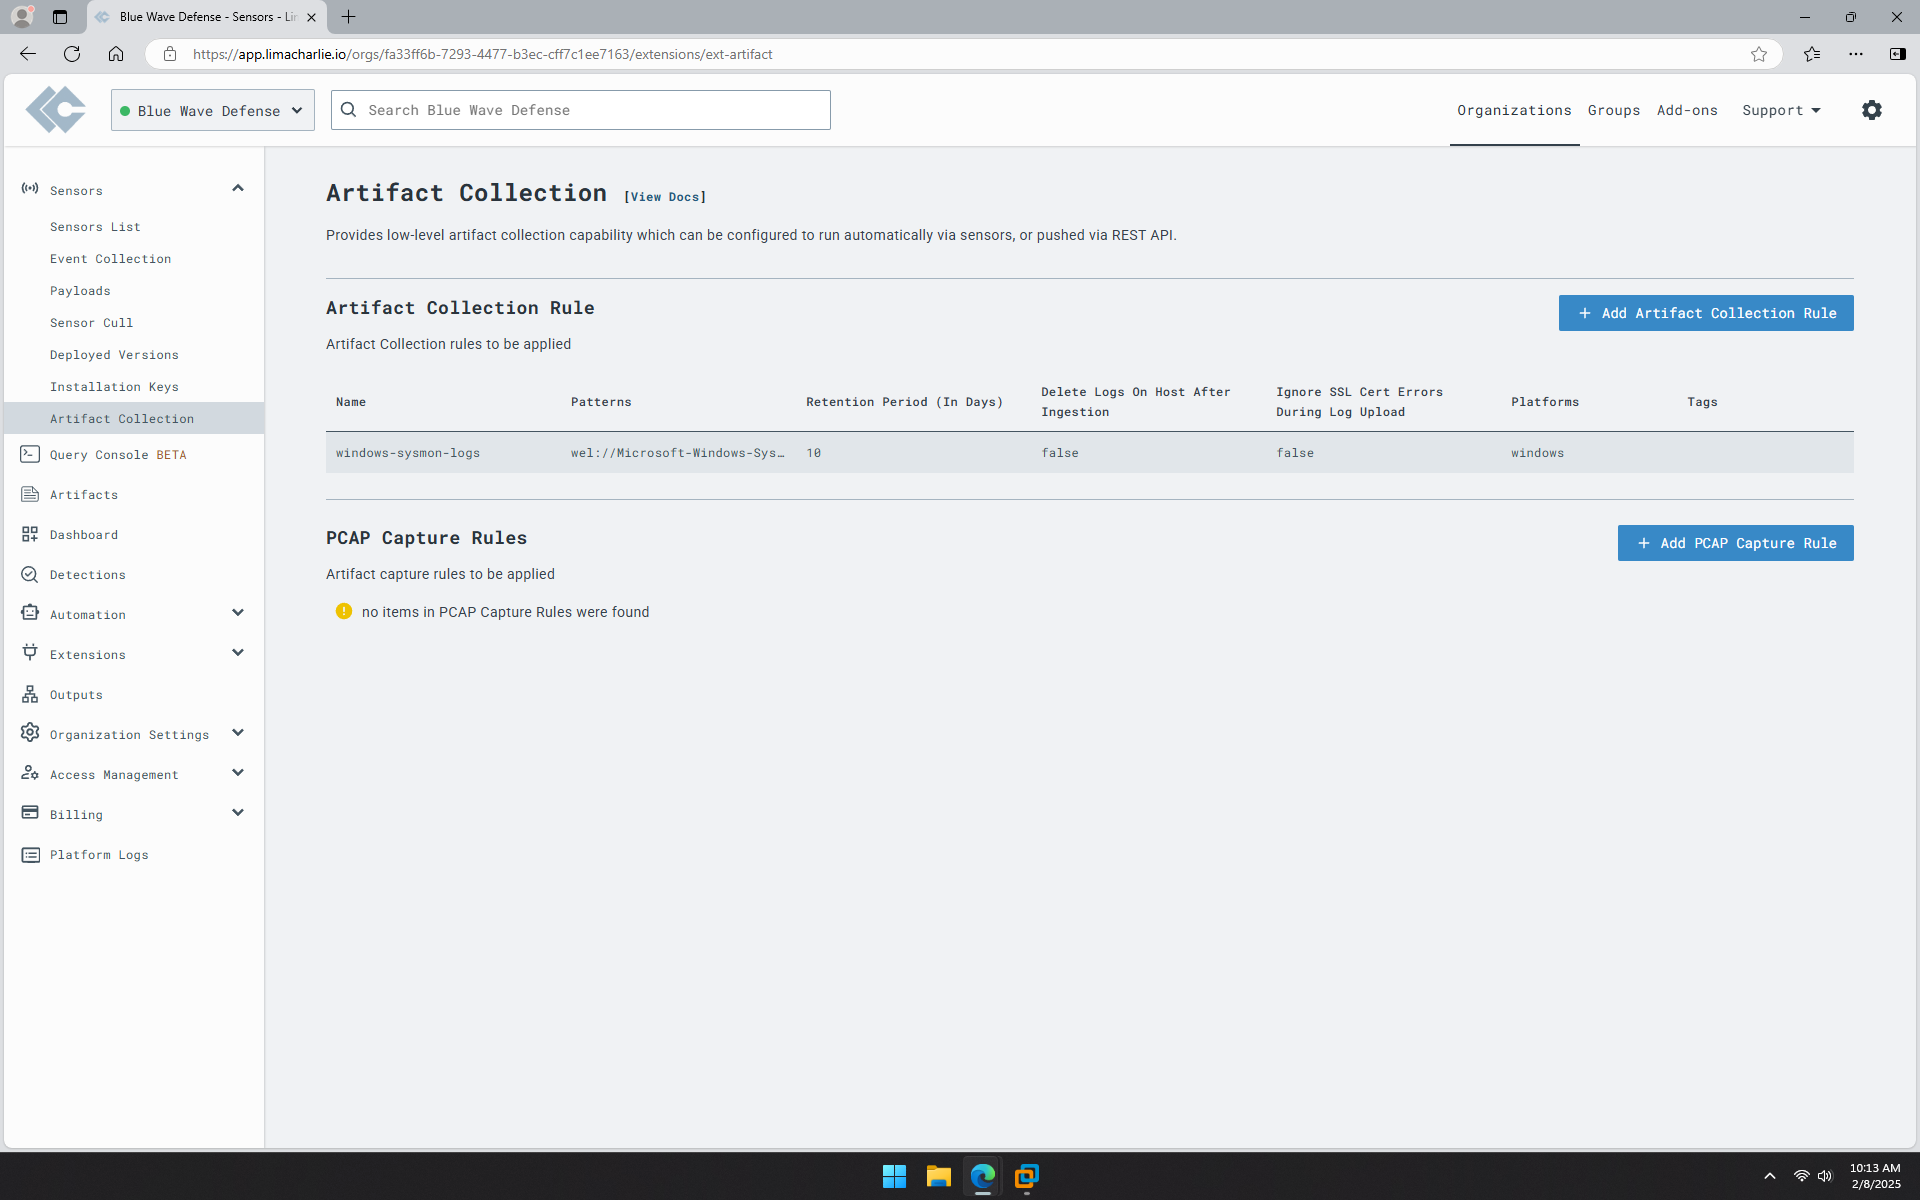 Blue Wave Defense - Sensors - Lin
https://app.limacharlie.io/orgs/fa33ff6b-7293-4477-b3ec-cff7c1ee7163/extensions/ext-artifact
Blue Wave Defense
Search Blue Wave Defense
Organizations
Groups
Add-ons
Support
Sensors
Sensors List
Event Collection
Payloads
Sensor Cull
Deployed Versions
Installation Keys
Artifact Collection
Query Console BETA
Artifacts
Dashboard
Detections
Automation
Extensions
Outputs
Organization Settings
Access Management
Billing
Platform Logs
Artifact Collection [View Docs]
Provides low-level artifact collection capability which can be configured to run automatically via sensors, or pushed via REST API.
Artifact Collection Rule
+ Add Artifact Collection Rule
Artifact Collection rules to be applied
Name
Patterns
Retention Period (In Days)
Delete Logs On Host After
Ingestion
Ignore SSL Cert Errors
During Log Upload
Platforms
Tags
windows-sysmon-logs
wel://Microsoft-Windows-Sys…
10
false
false
windows
PCAP Capture Rules
+ Add PCAP Capture Rule
Artifact capture rules to be applied
no items in PCAP Capture Rules were found
10:13 AM
2/8/2025